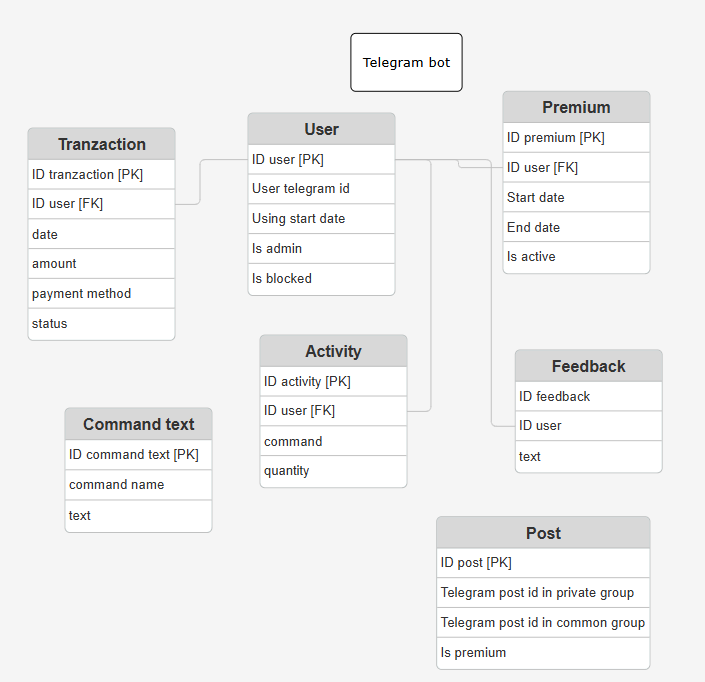 Telegram bot
Tranzaction
ID tranzaction [PK]
ID user [FK]
date
amount
payment method
status
User
ID user [PK]
User telegram id
Using start date
Is admin
Is blocked
Premium
ID premium [PK]
ID user [FK]
Start date
End date
Is active
Activity
ID activity [PK]
ID user [FK]
command
quantity
Feedback
ID feedback
ID user
text
Command text
ID command text [PK]
command name
text
Post
ID post [PK]
Telegram post id in private group
Telegram post id in common group
Is premium